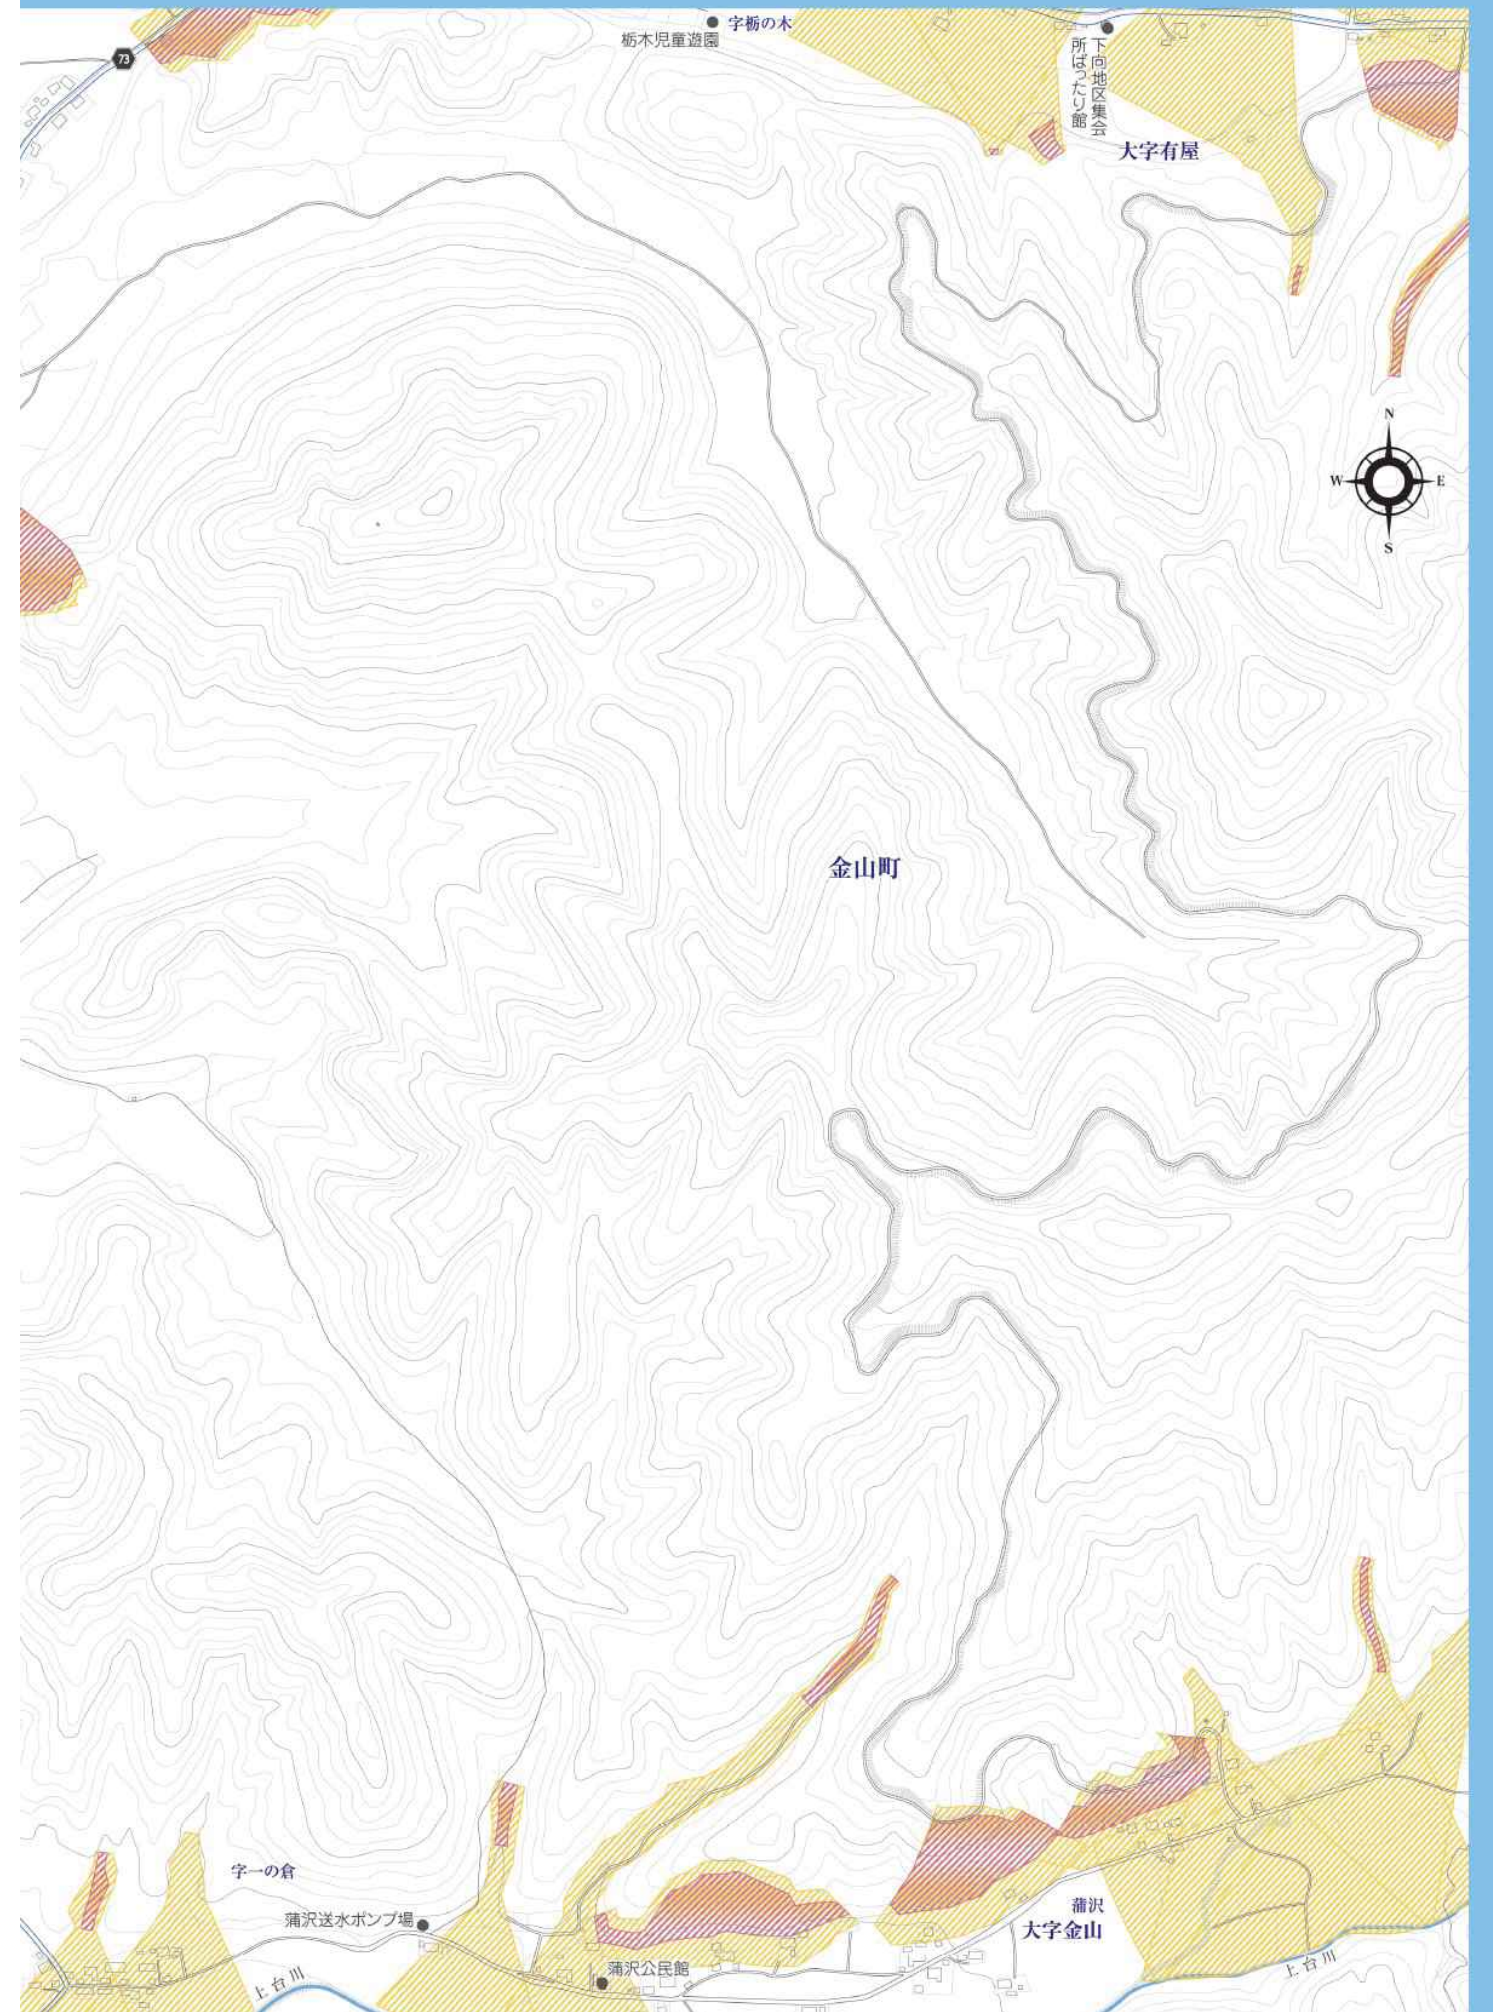 字栃の木
栃木児童遊園
73
下向地区集会
所ばったり館
大字有屋
N
W
E
S
金山町
字一の倉
蒲沢送水ポンプ場
蒲沢
大字金山
蒲沢公民館
上台川
上台川